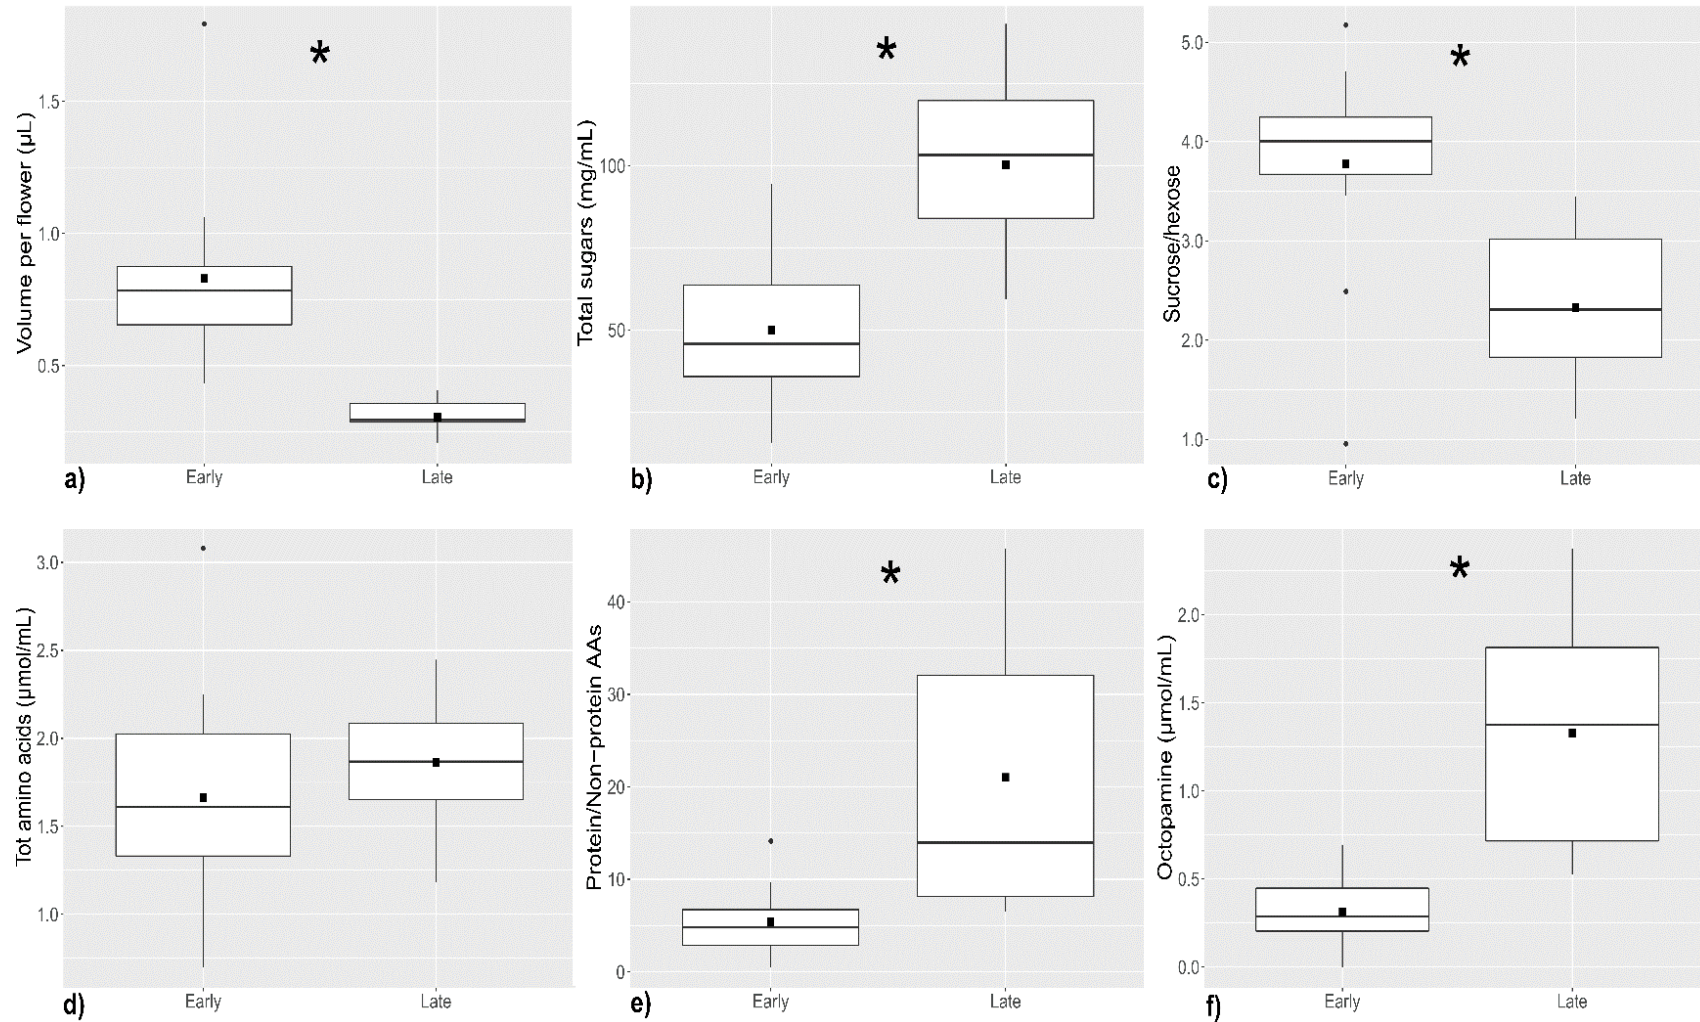 *
Volume per flower (µL)
1.5
1.0
0.5
Early
Late
a)
*
Total sugars (mg/mL)
100
50
Early
Late
b)
*
Sucrose/hexose
5.0
4.0
3.0
2.0
1.0
Early
Late
c)
Tot amino acids (µmol/mL)
3.0
2.5
2.0
1.5
1.0
Early
Late
d)
*
Protein/Non−protein AAs
40
30
20
10
0
Early
Late
e)
*
Octopamine (µmol/mL)
2.0
1.5
1.0
0.5
0.0
Early
Late
f)